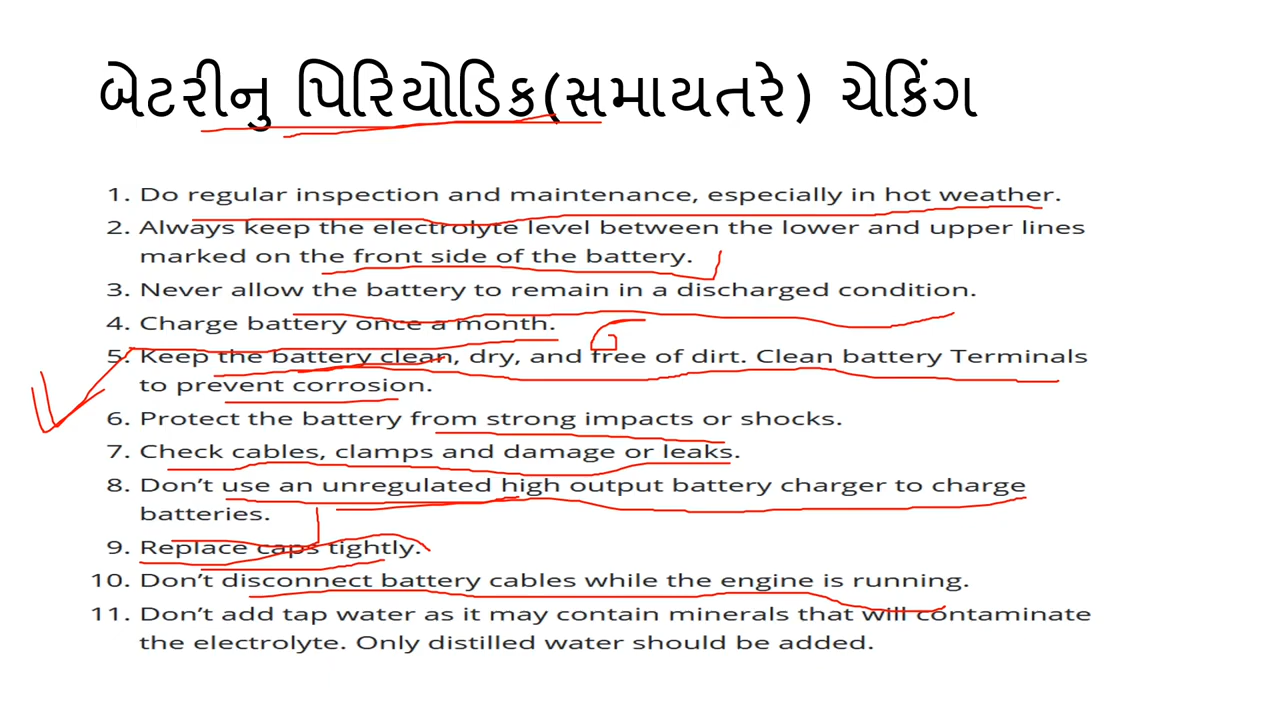 બેટરીનુ પિરિયોડિક(સમાયતરે) ચેકિંગ
1. Do regular inspection and maintenance, especially in hot weather.
2. Always keep the electrolyte level between the lower and upper lines
marked on the front side of the battery.
3. Never allow the battery to remain in a discharged condition.
4. Charge battery once a month.
5. Keep the battery clean, dry, and free of dirt. Clean battery Terminals
to prevent corrosion.
6. Protect the battery from strong impacts or shocks.
7. Check cables, clamps and damage or leaks.
8. Don’t use an unregulated high output battery charger to charge
batteries.
9. Replace caps tightly.
10. Don’t disconnect battery cables while the engine is running.
11. Don’t add tap water as it may contain minerals that will contaminate
the electrolyte. Only distilled water should be added.